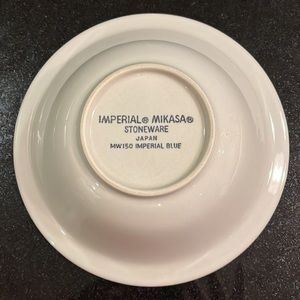 IMPERIAL® MIKASA®
STONEWARE
JAPAN
MW150 IMPERIAL BLUE